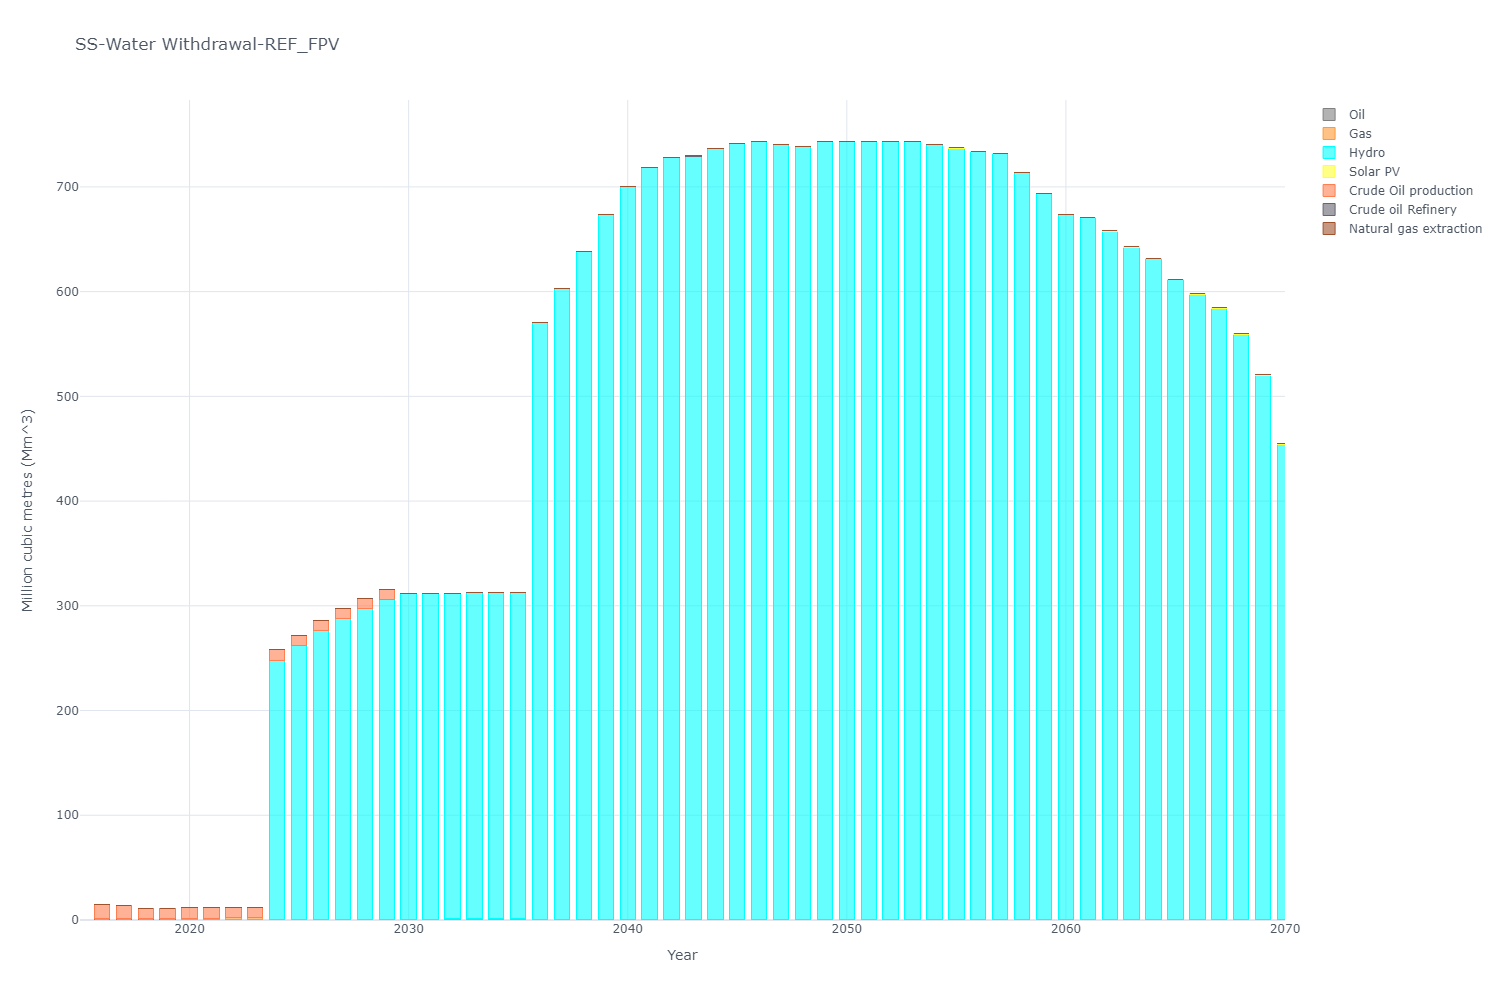 SS-Water Withdrawal-REF_FPV
Oil
Gas
Hydro
Solar PV
Crude Oil production
Crude oil Refinery
Natural gas extraction
Million cubic metres (Mm^3)
700
600
500
400
300
200
100
0
2020
2030
2040
2050
2060
2070
Year